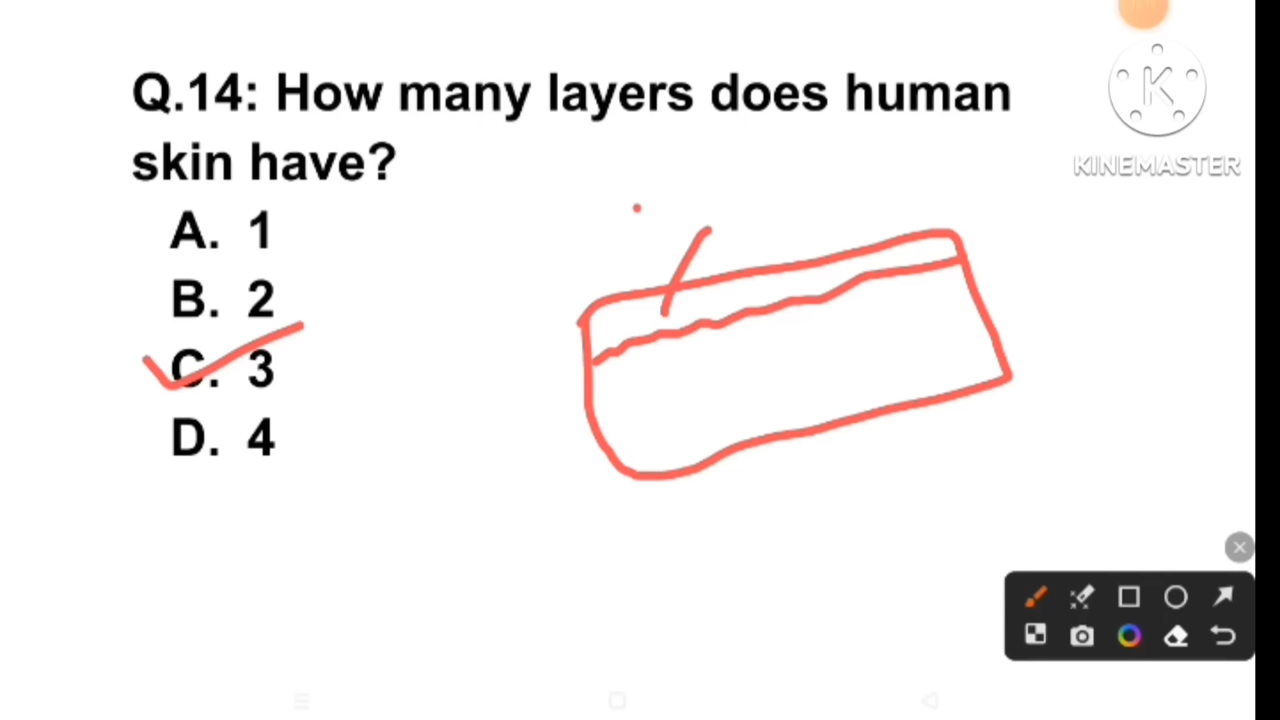 Q.14: How many layers does human
skin have?
A. 1
B. 2
C. 3
D. 4
K
KINEMASTER